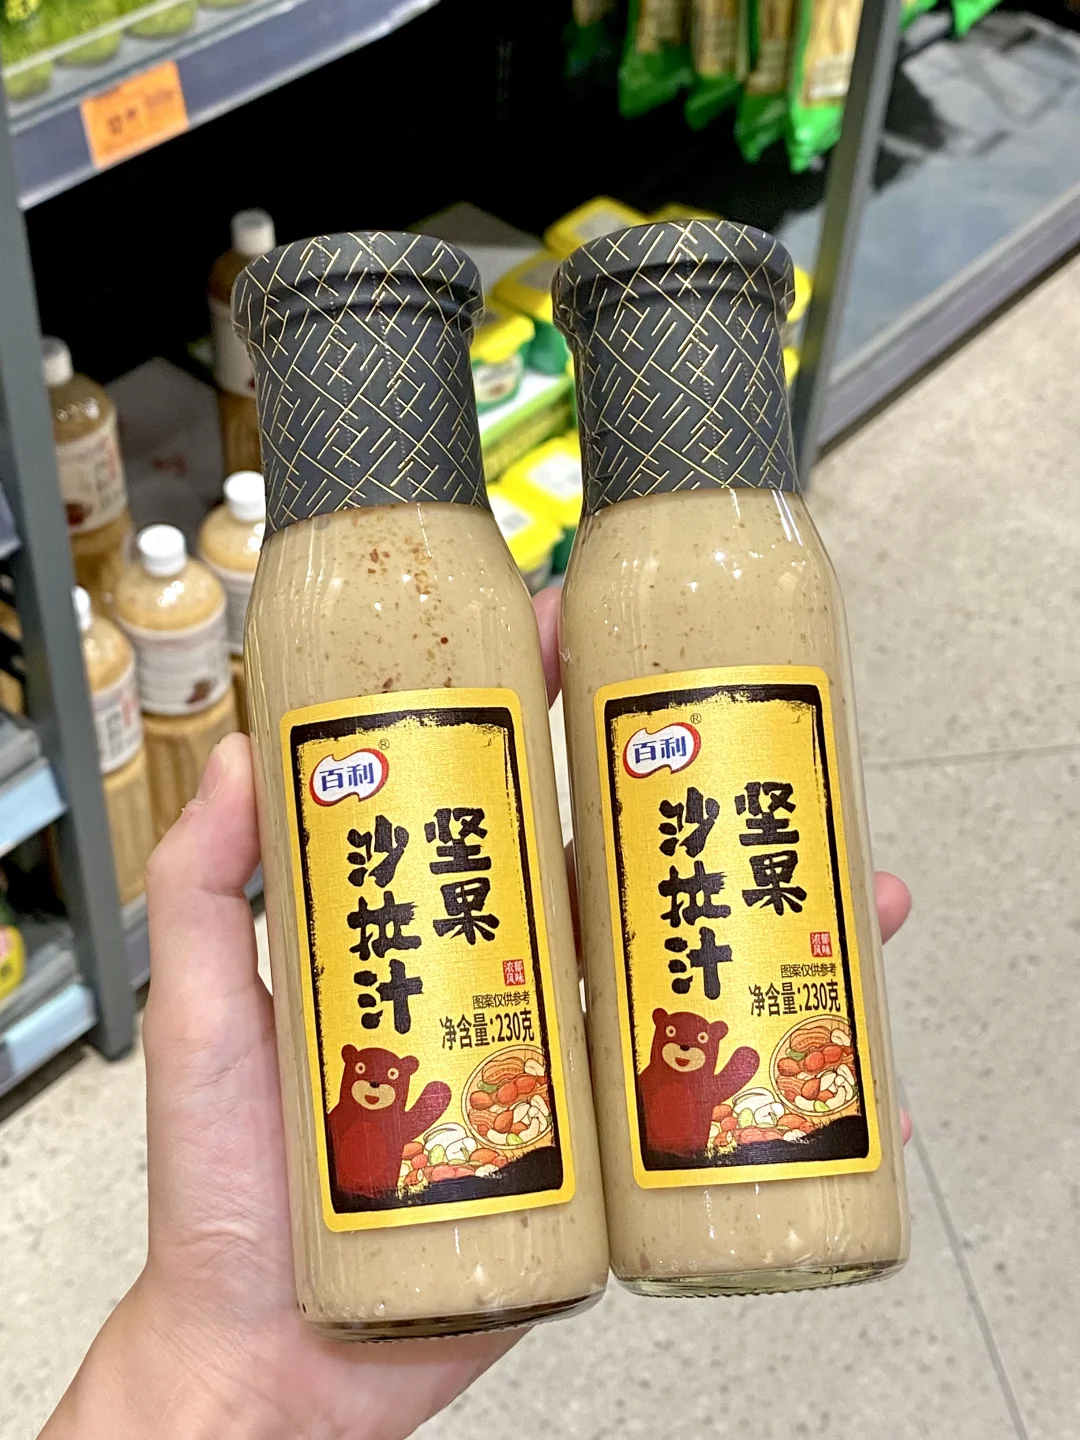 百利®
坚果
沙拉汁
浓郁
风味
图案仅供参考
净含量:230克
百利®
坚果
沙拉汁
浓郁
风味
图案仅供参考
净含量:230克